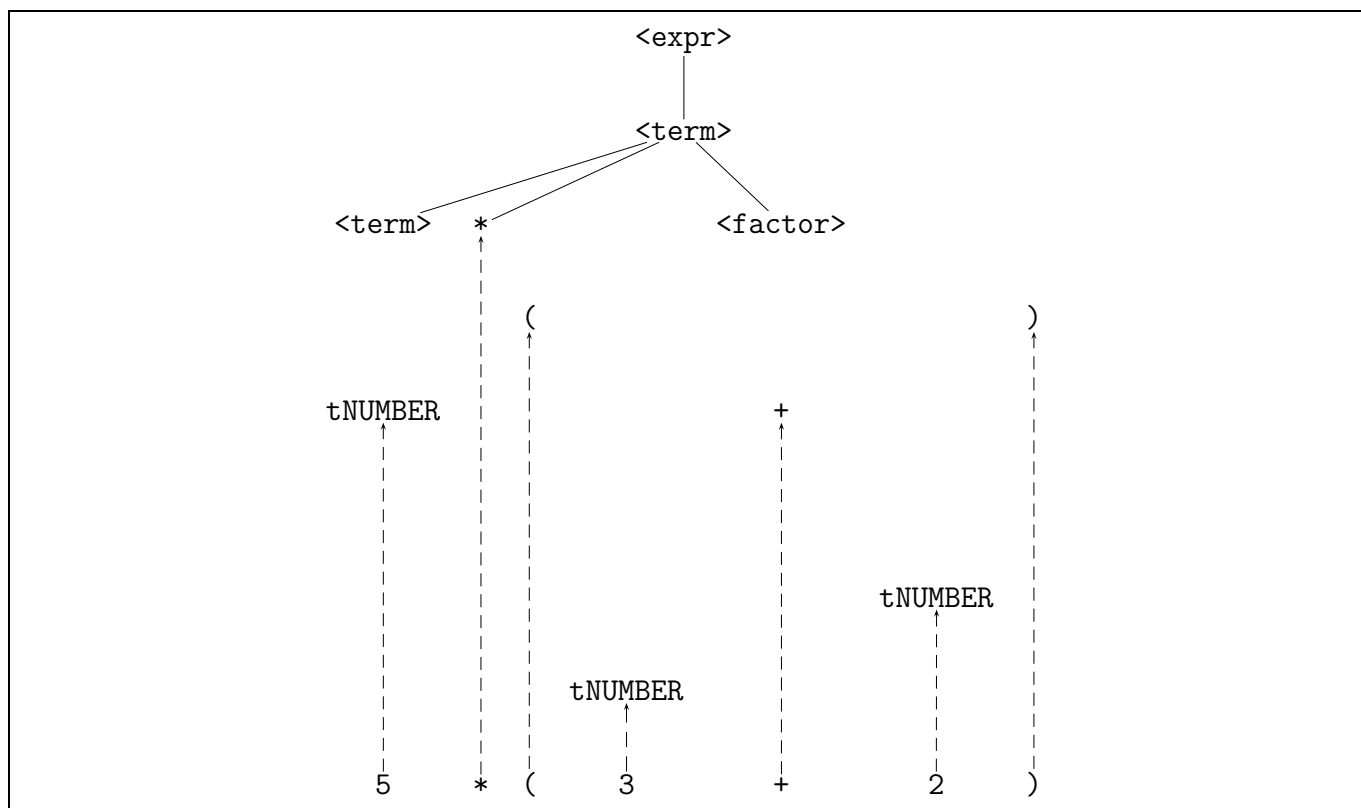 <expr>
<term>
<term> * <factor>
( )
tNUMBER +
tNUMBER
tNUMBER
5 * ( 3 + 2 )